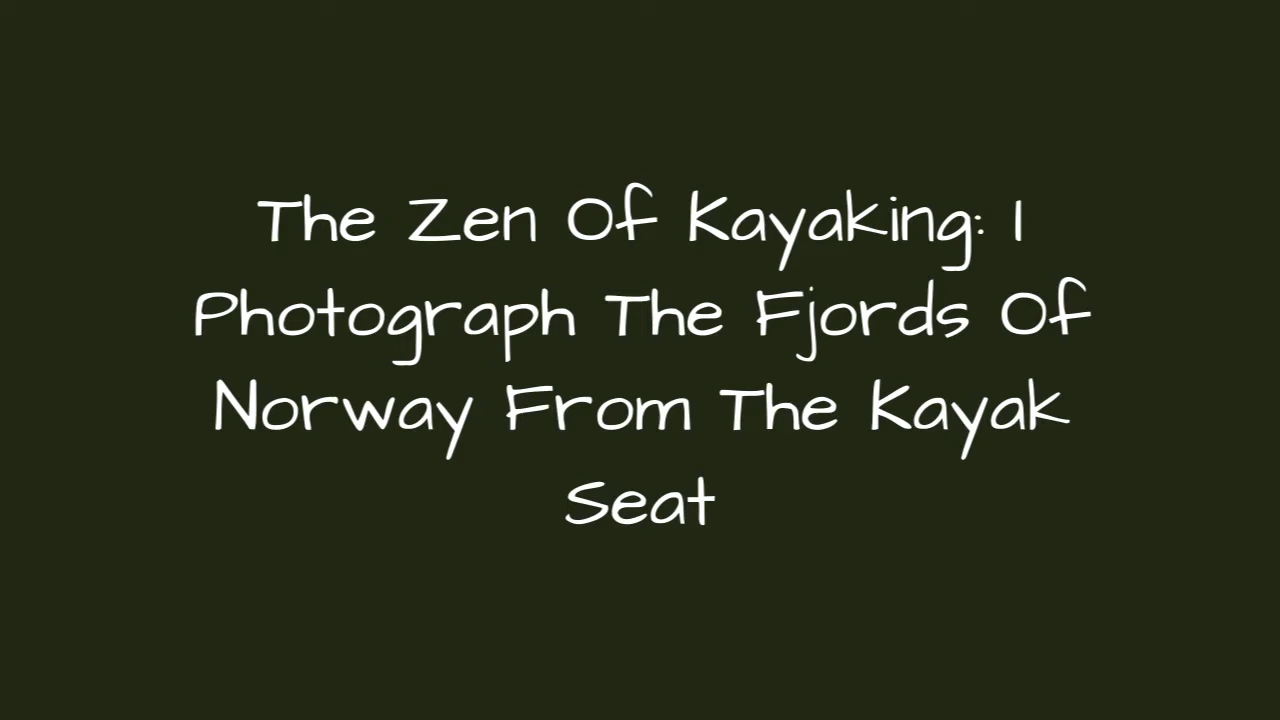 The Zen Of Kayaking: I
Photograph The Fjords Of
Norway From The Kayak
Seat